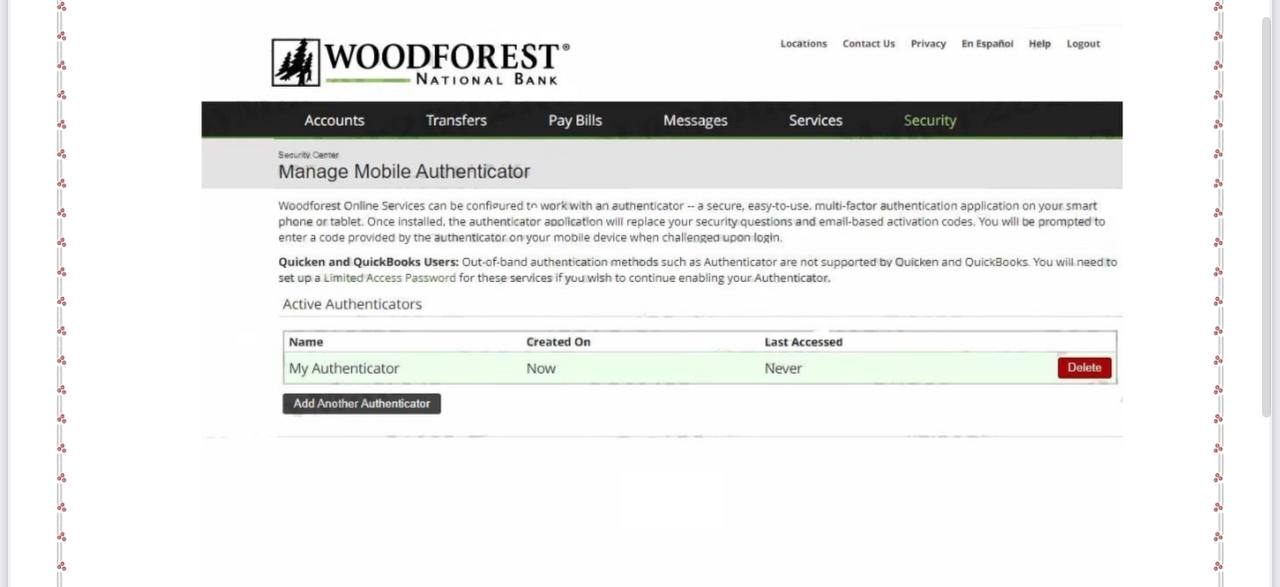 WOODFOREST®
NATIONAL BANK
Locations Contact Us Privacy En Español Help Logout
Accounts Transfers Pay Bills Messages Services Security
Security Center
Manage Mobile Authenticator
Woodforest Online Services can be configured to work with an authenticator -- a secure, easy-to-use, multi-factor authentication application on your smart
phone or tablet. Once installed, the authenticator application will replace your security questions and email-based activation codes. You will be prompted to
enter a code provided by the authenticator on your mobile device when challenged upon login.
Quicken and QuickBooks Users: Out-of-band authentication methods such as Authenticator are not supported by Quicken and QuickBooks. You will need to
set up a Limited Access Password for these services if you wish to continue enabling your Authenticator.
Active Authenticators
Name Created On Last Accessed
My Authenticator Now Never Delete
Add Another Authenticator